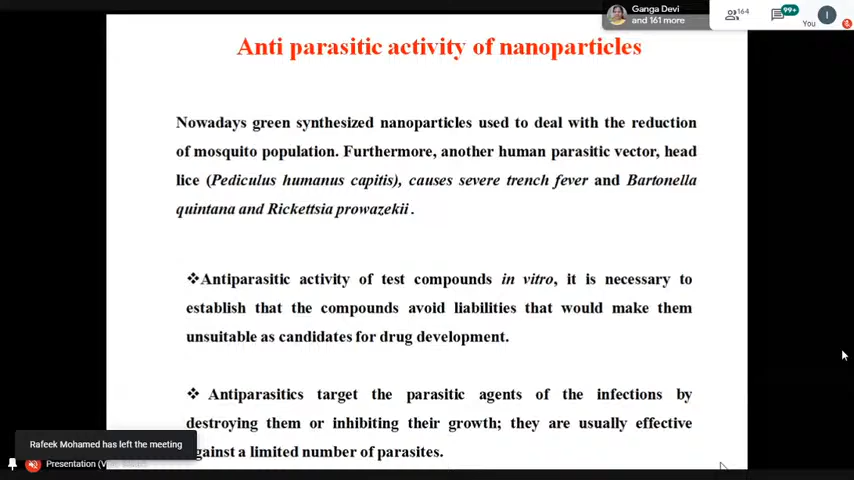 Ganga Devi
and 161 more
164
99+
You
I
Anti parasitic activity of nanoparticles
Nowadays green synthesized nanoparticles used to deal with the reduction
of mosquito population. Furthermore, another human parasitic vector, head
lice (Pediculus humanus capitis), causes severe trench fever and Bartonella
quintana and Rickettsia prowazekii .
❖Antiparasitic activity of test compounds in vitro, it is necessary to
establish that the compounds avoid liabilities that would make them
unsuitable as candidates for drug development.
❖ Antiparasitics target the parasitic agents of the infections by
destroying them or inhibiting their growth; they are usually effective
against a limited number of parasites.
Rafeek Mohamed has left the meeting
Presentation